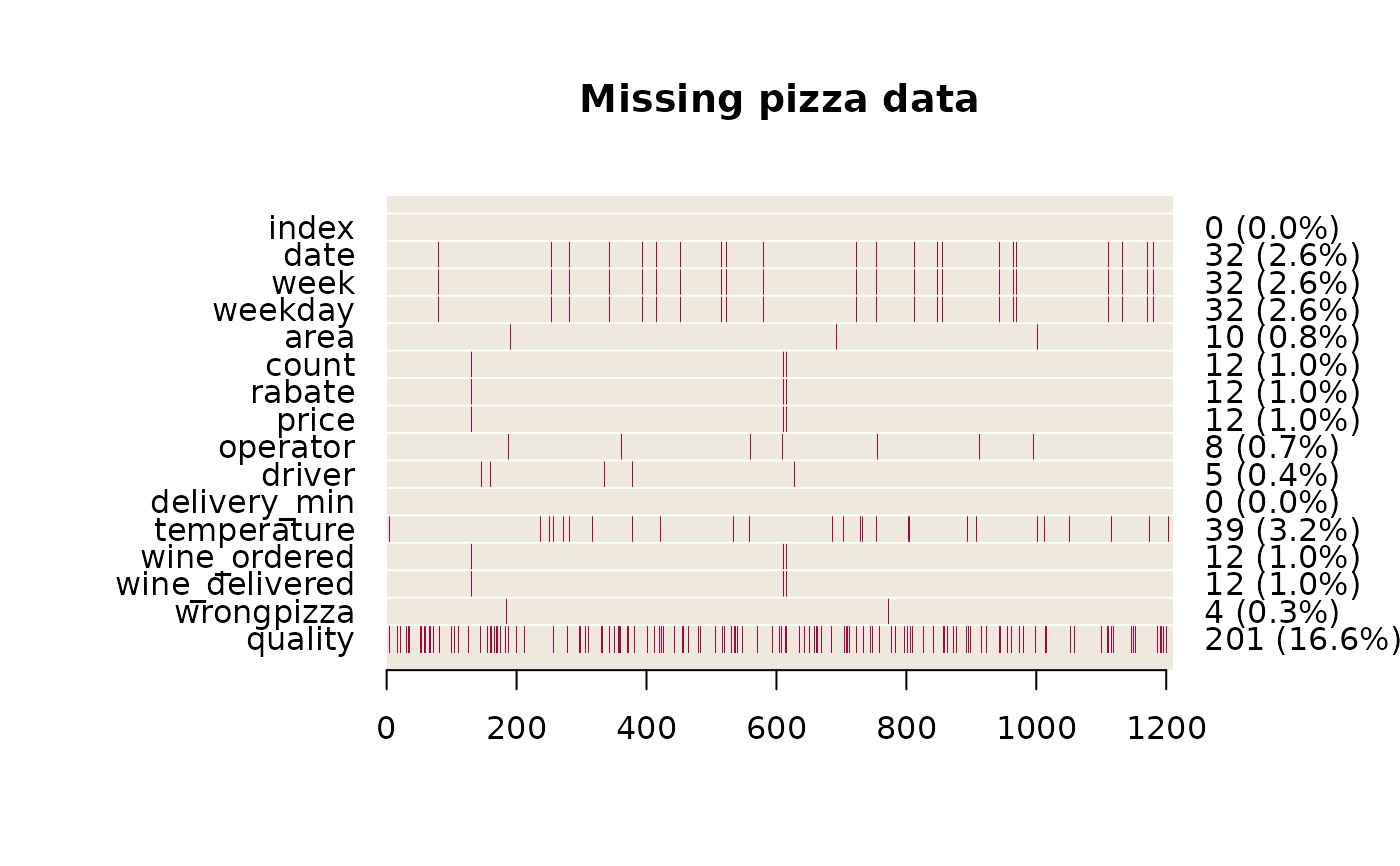 Missing pizza data
index 0 (0.0%)
date 32 (2.6%)
week 32 (2.6%)
weekday 32 (2.6%)
area 10 (0.8%)
count 12 (1.0%)
rabate 12 (1.0%)
price 12 (1.0%)
operator 8 (0.7%)
driver 5 (0.4%)
delivery_min 0 (0.0%)
temperature 39 (3.2%)
wine_ordered 12 (1.0%)
wine_delivered 12 (1.0%)
wrongpizza 4 (0.3%)
quality 201 (16.6%)
0 200 400 600 800 1000 1200